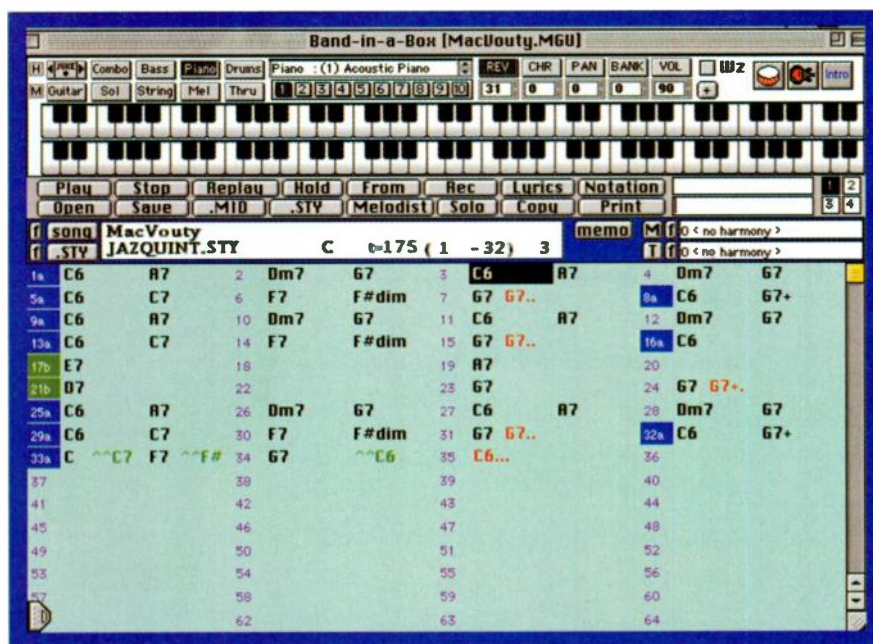 Band-in-a-Box [MacVouty.MGU]
H JUKE Combo Bass Piano Drums Piano : (1) Acoustic Piano REV CHR PAN BANK VOL Wz Intro
M Guitar Sol String Mel Thru 1 2 3 4 5 6 7 8 9 10 31 0 0 0 90 +
Play Stop Replay Hold From Rec Lyrics Notation 1 2
Open Save .MID .STY Melodist Solo Copy Print 3 4
f song MacVouty memo M f 0 < no harmony >
f .STY JAZQUINT.STY C t=175 ( 1 - 32) 3 T f 0 < no harmony >
1a C6 A7 2 Dm7 G7 3 C6 A7 4 Dm7 G7
5a C6 C7 6 F7 F#dim 7 G7 G7.. 8a C6 G7+
9a C6 A7 10 Dm7 G7 11 C6 A7 12 Dm7 G7
13a C6 C7 14 F7 F#dim 15 G7 G7.. 16a C6
17b E7 18 19 A7 20
21b D7 22 23 G7 24 G7 G7+.
25a C6 A7 26 Dm7 G7 27 C6 A7 28 Dm7 G7
29a C6 C7 30 F7 F#dim 31 G7 G7.. 32a C6 G7+
33a C ^^C7 F7 ^^F# 34 G7 ^^C6 35 C6... 36
37 38 39 40
41 42 43 44
45 46 47 48
49 50 51 52
53 54 55 56
57 58 59 60
62 63 64